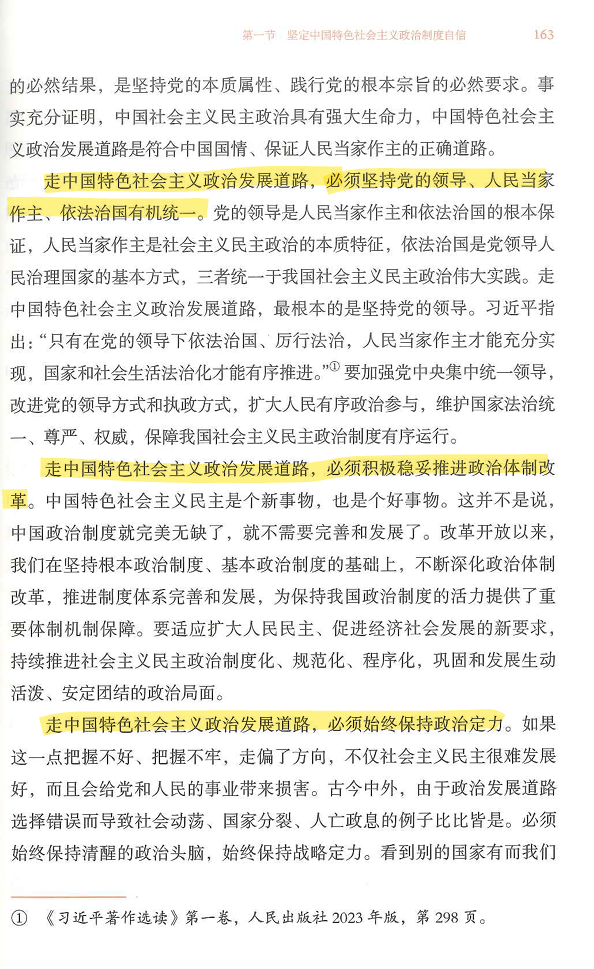 第一节 坚定中国特色社会主义政治制度自信 163
的必然结果，是坚持党的本质属性、践行党的根本宗旨的必然要求。事
实充分证明，中国社会主义民主政治具有强大生命力，中国特色社会主
义政治发展道路是符合中国国情、保证人民当家作主的正确道路。
走中国特色社会主义政治发展道路，必须坚持党的领导、人民当家
作主、依法治国有机统一。党的领导是人民当家作主和依法治国的根本保
证，人民当家作主是社会主义民主政治的本质特征，依法治国是党领导人
民治理国家的基本方式，三者统一于我国社会主义民主政治伟大实践。走
中国特色社会主义政治发展道路，最根本的是坚持党的领导。习近平指
出：“只有在党的领导下依法治国、厉行法治，人民当家作主才能充分实
现，国家和社会生活法治化才能有序推进。”① 要加强党中央集中统一领导，
改进党的领导方式和执政方式，扩大人民有序政治参与，维护国家法治统
一、尊严、权威，保障我国社会主义民主政治制度有序运行。
走中国特色社会主义政治发展道路，必须积极稳妥推进政治体制改
革。中国特色社会主义民主是个新事物，也是个好事物。这并不是说，
中国政治制度就完美无缺了，就不需要完善和发展了。改革开放以来，
我们在坚持根本政治制度、基本政治制度的基础上，不断深化政治体制
改革，推进制度体系完善和发展，为保持我国政治制度的活力提供了重
要体制机制保障。要适应扩大人民民主、促进经济社会发展的新要求，
持续推进社会主义民主政治制度化、规范化、程序化，巩固和发展生动
活泼、安定团结的政治局面。
走中国特色社会主义政治发展道路，必须始终保持政治定力。如果
这一点把握不好、把握不牢，走偏了方向，不仅社会主义民主很难发展
好，而且会给党和人民的事业带来损害。古今中外，由于政治发展道路
选择错误而导致社会动荡、国家分裂、人亡政息的例子比比皆是。必须
始终保持清醒的政治头脑，始终保持战略定力。看到别的国家有而我们
① 《习近平著作选读》第一卷，人民出版社 2023 年版，第 298 页。